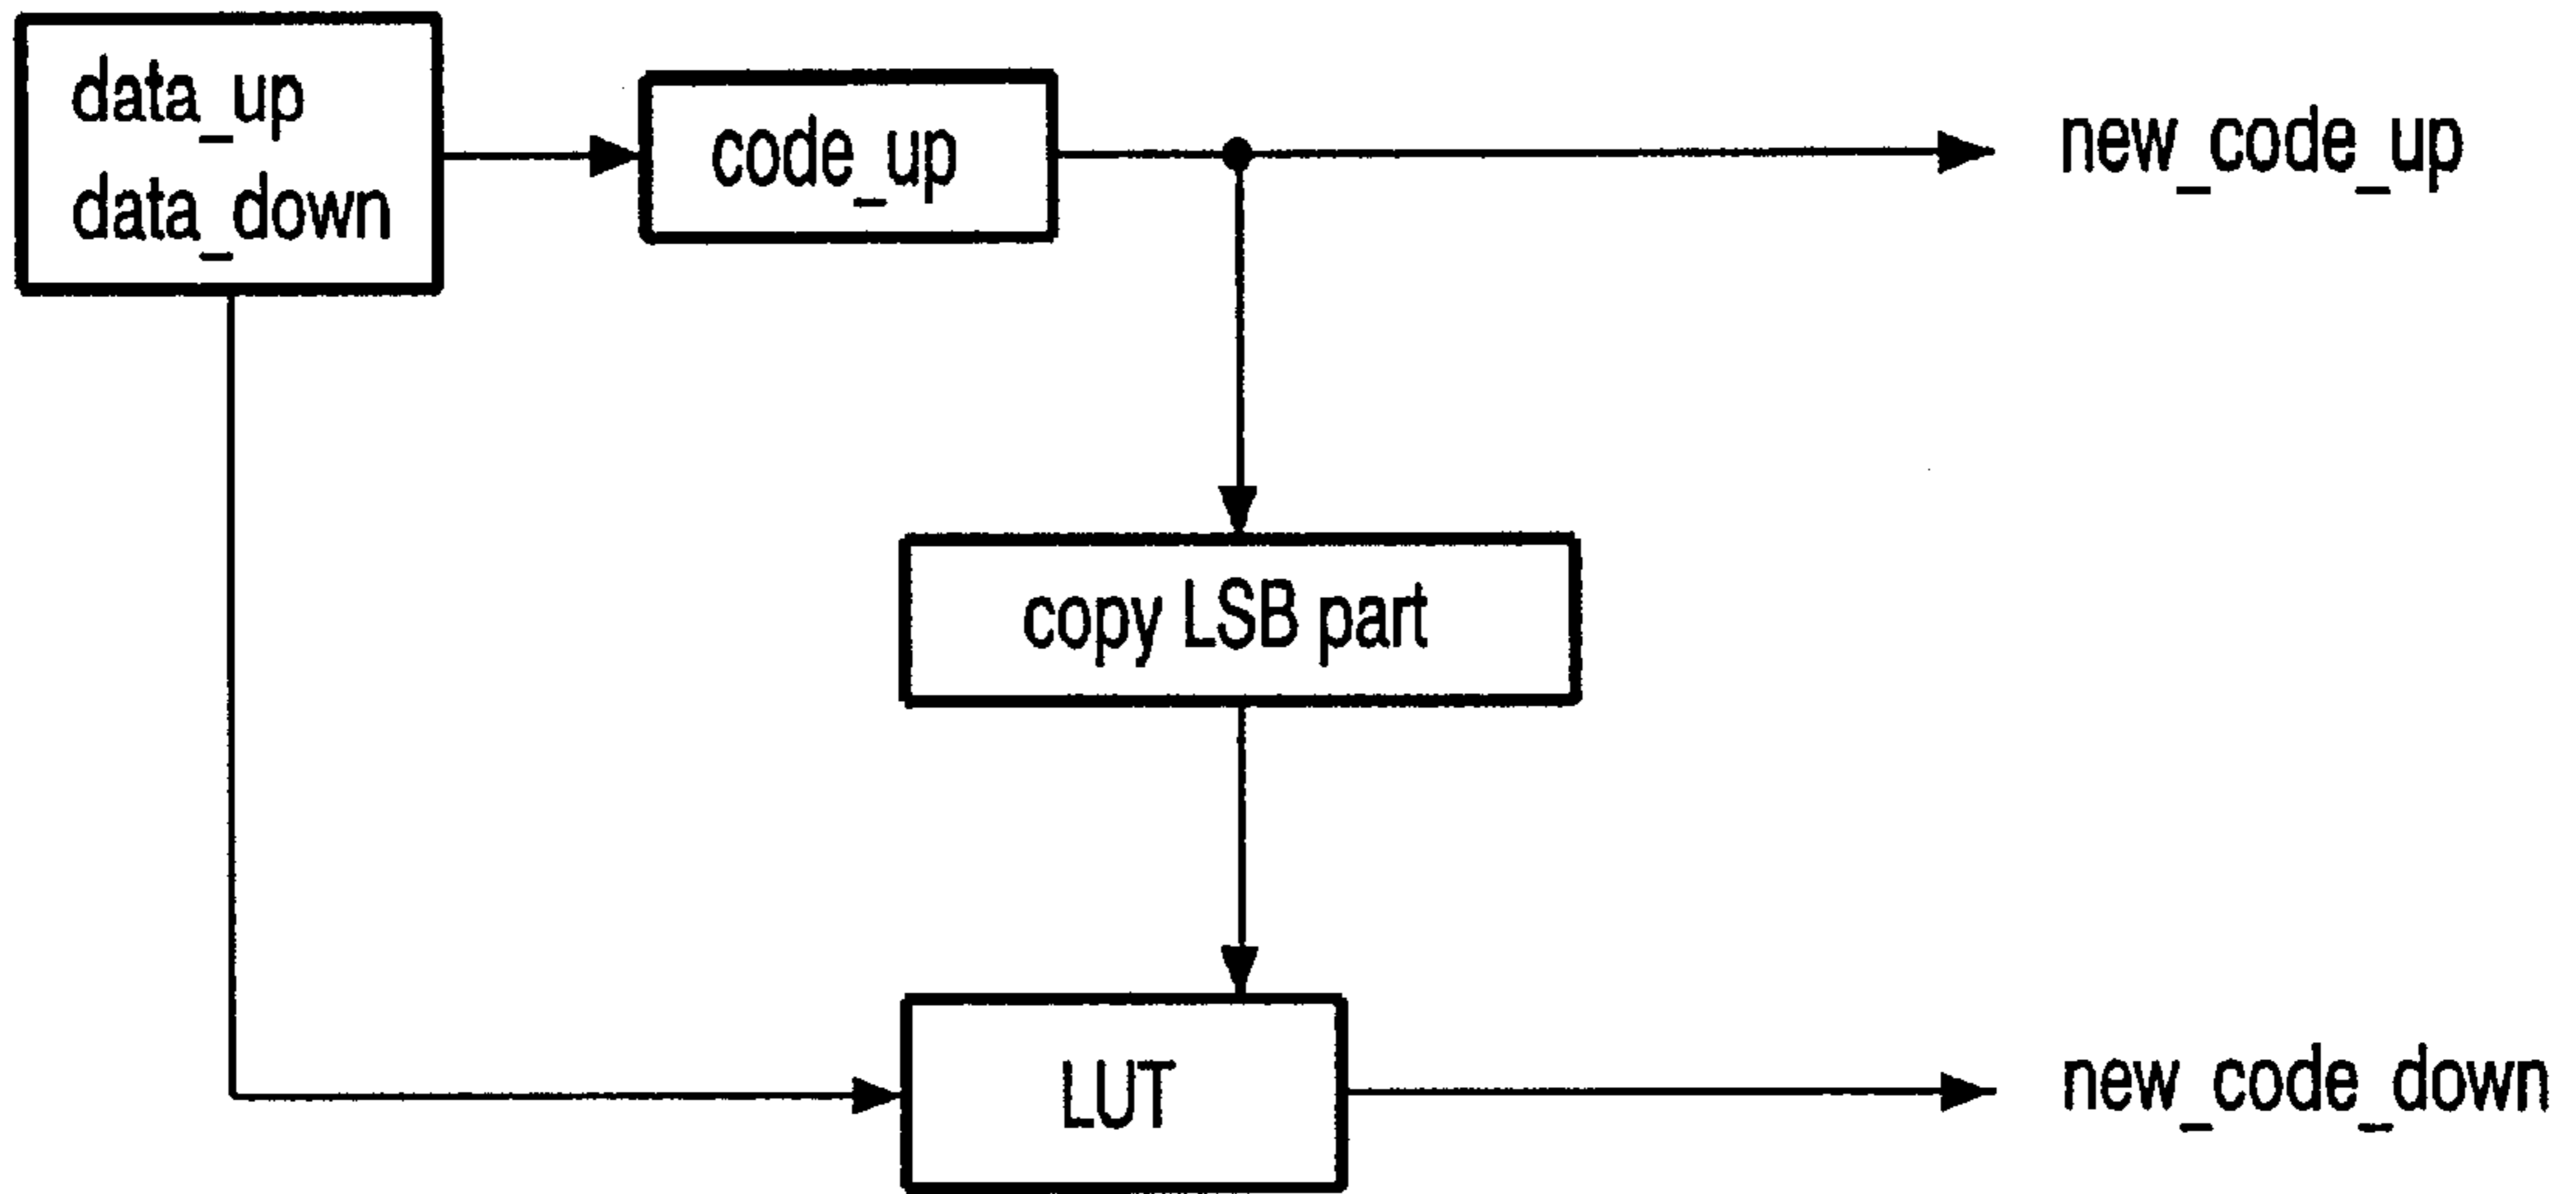 data_up
data_down
code_up
new_code_up
copy LSB part
LUT
new_code_down